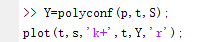 >> Y=polyconf(p,t,S);
plot(t,s,'k+',t,Y,'r');